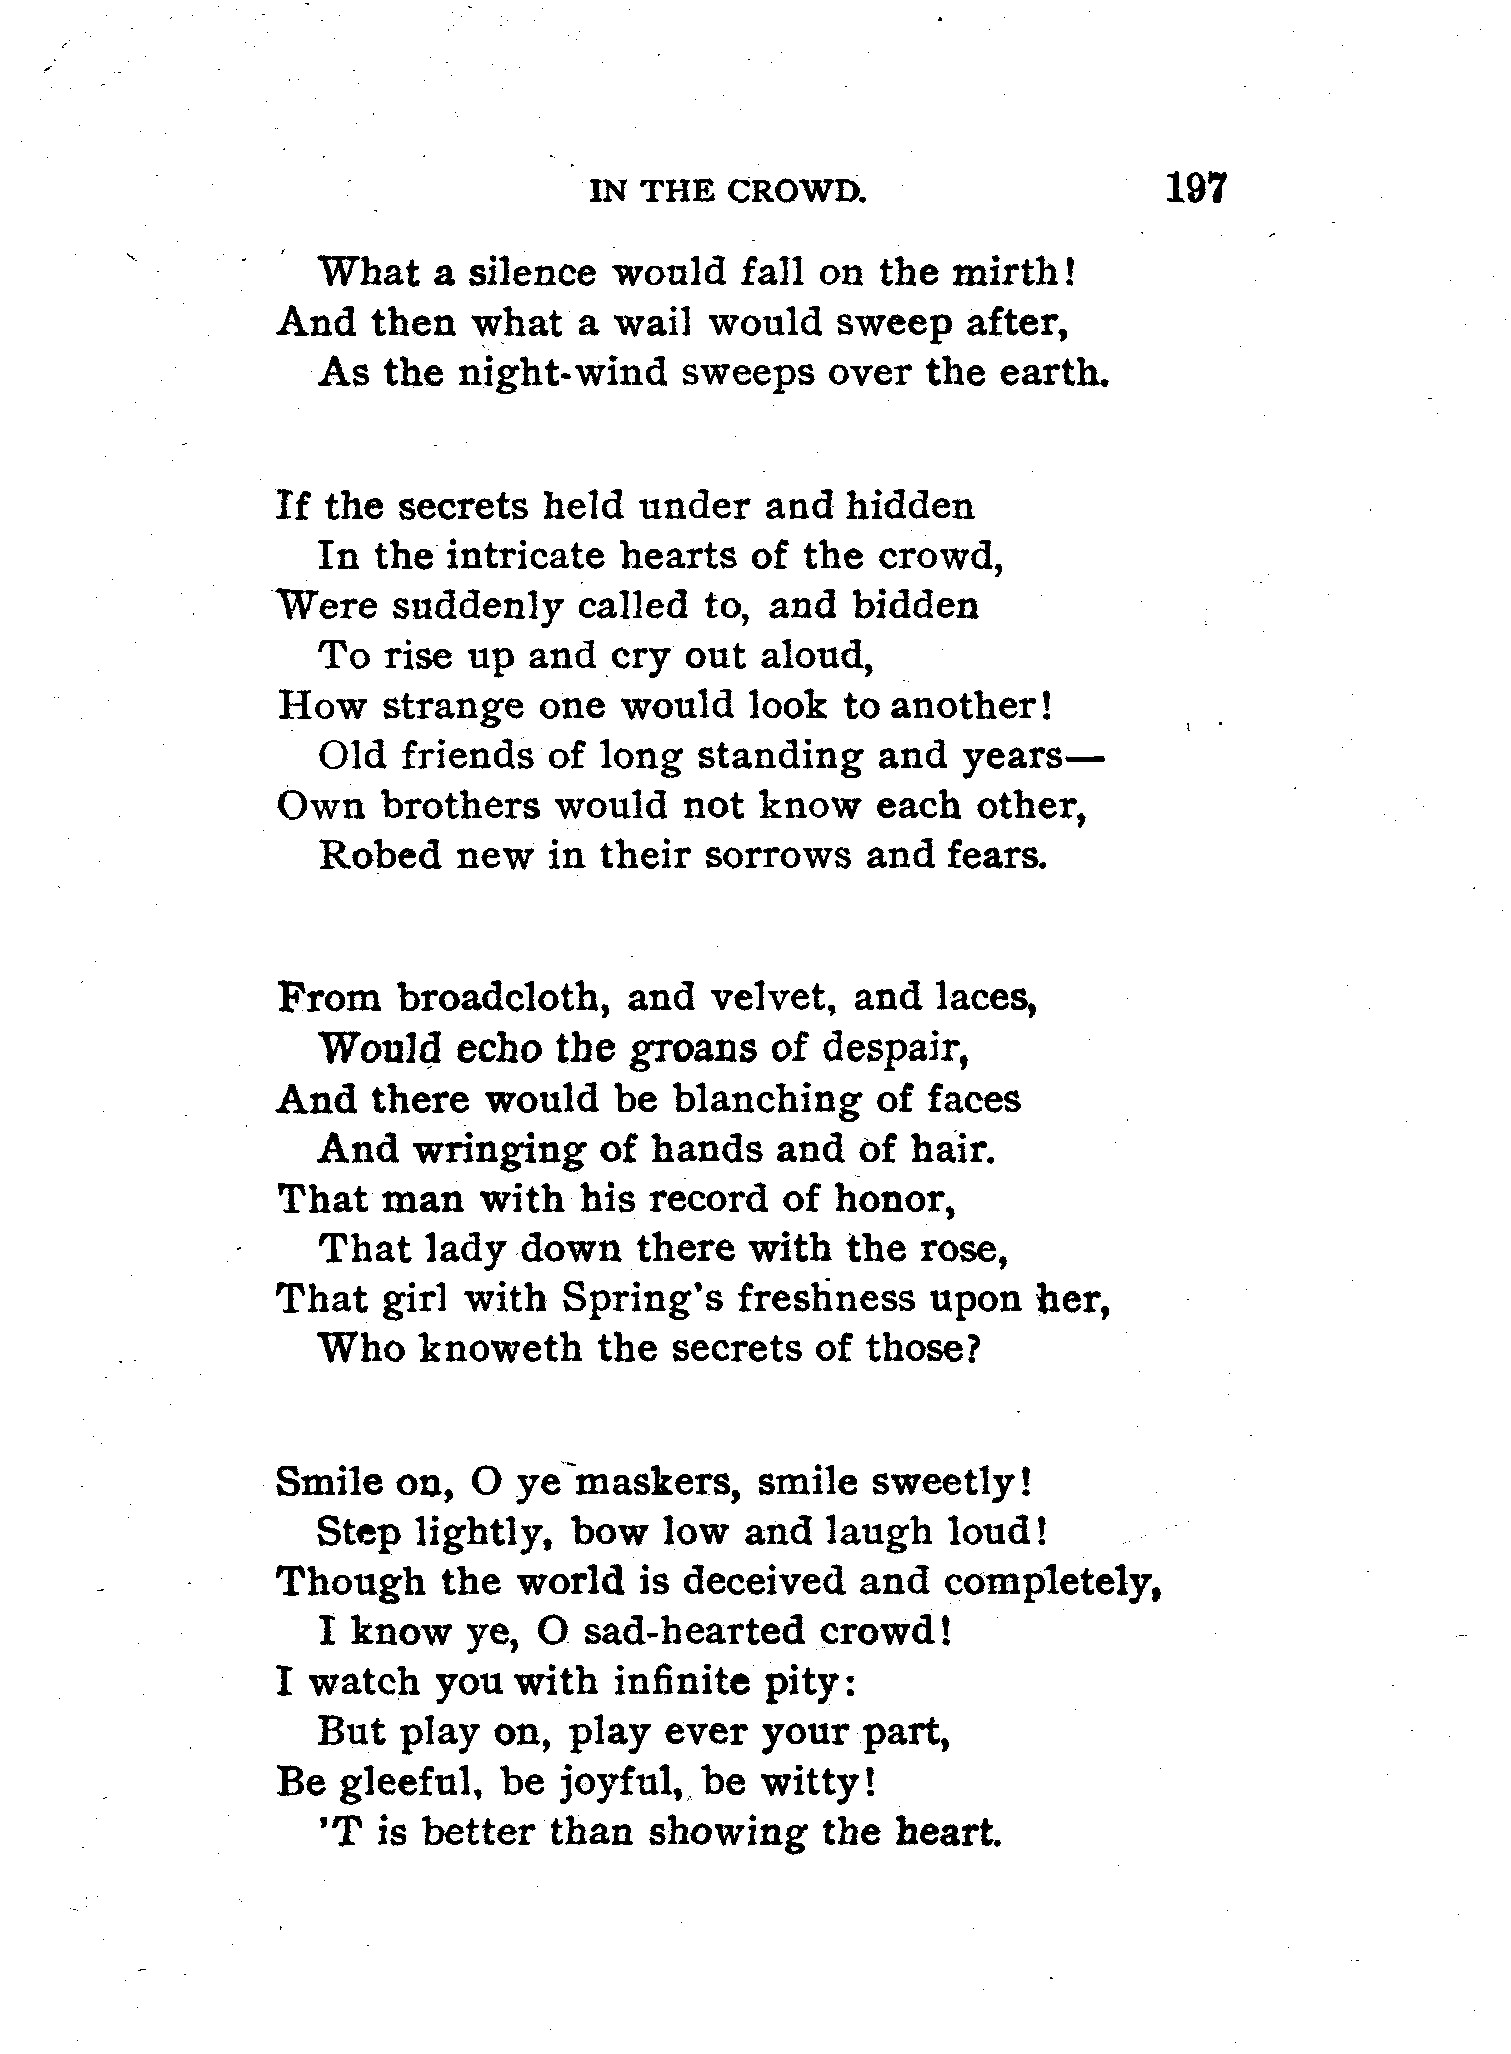 IN THE CROWD. 197
What a silence would fall on the mirth!
And then what a wail would sweep after,
As the night-wind sweeps over the earth.
If the secrets held under and hidden
In the intricate hearts of the crowd,
Were suddenly called to, and bidden
To rise up and cry out aloud,
How strange one would look to another!
Old friends of long standing and years—
Own brothers would not know each other,
Robed new in their sorrows and fears.
From broadcloth, and velvet, and laces,
Would echo the groans of despair,
And there would be blanching of faces
And wringing of hands and of hair.
That man with his record of honor,
That lady down there with the rose,
That girl with Spring's freshness upon her,
Who knoweth the secrets of those?
Smile on, O ye maskers, smile sweetly!
Step lightly, bow low and laugh loud!
Though the world is deceived and completely,
I know ye, O sad-hearted crowd!
I watch you with infinite pity:
But play on, play ever your part,
Be gleeful, be joyful, be witty!
'T is better than showing the heart.